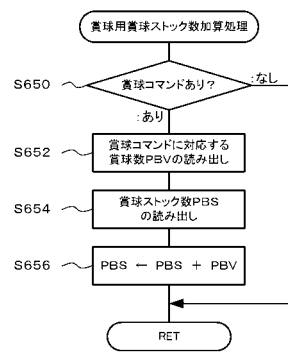 賞球用賞球ストック数加算処理
S650
賞球コマンドあり?
:なし
:あり
S652
賞球コマンドに対応する
賞球数PBVの読み出し
S654
賞球ストック数PBS
の読み出し
S656
PBS ← PBS + PBV
RET